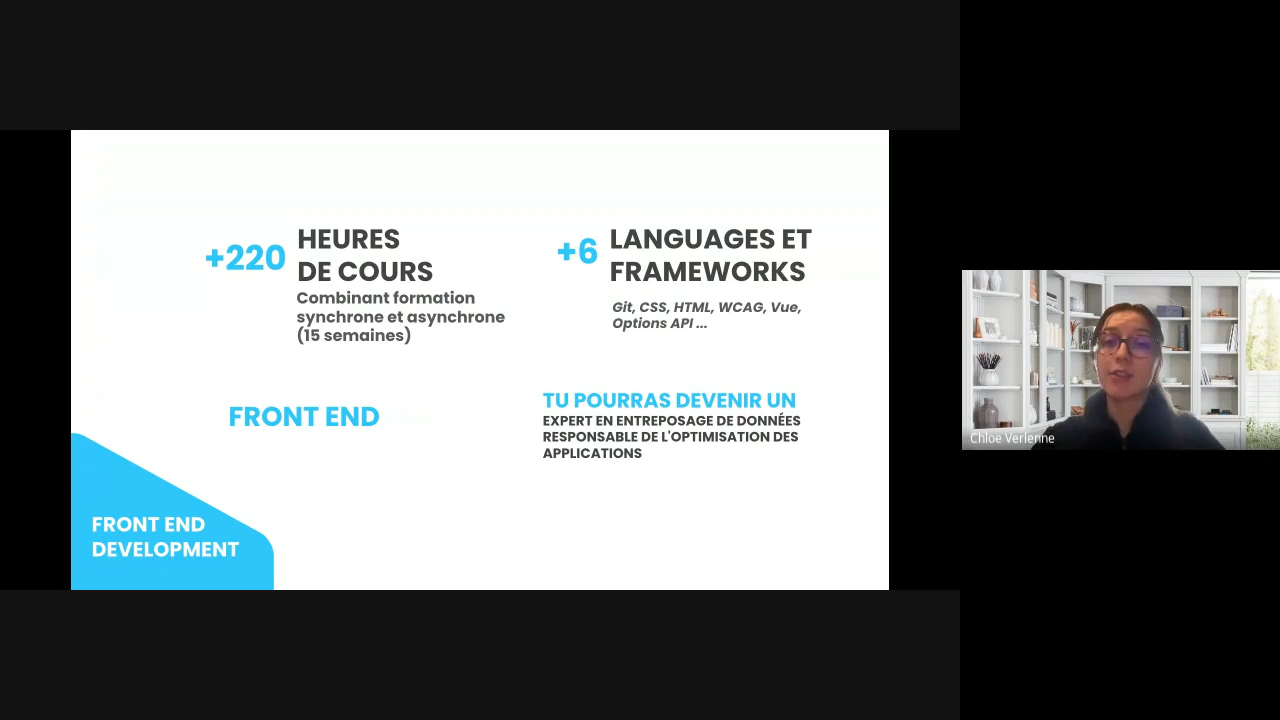 +220
HEURES
DE COURS
Combinant formation
synchrone et asynchrone
(15 semaines)
+6
LANGUAGES ET
FRAMEWORKS
Git, CSS, HTML, WCAG, Vue,
Options API ...
FRONT END
TU POURRAS DEVENIR UN
EXPERT EN ENTREPOSAGE DE DONNÉES
RESPONSABLE DE L'OPTIMISATION DES
APPLICATIONS
FRONT END
DEVELOPMENT
Chloe Verienne